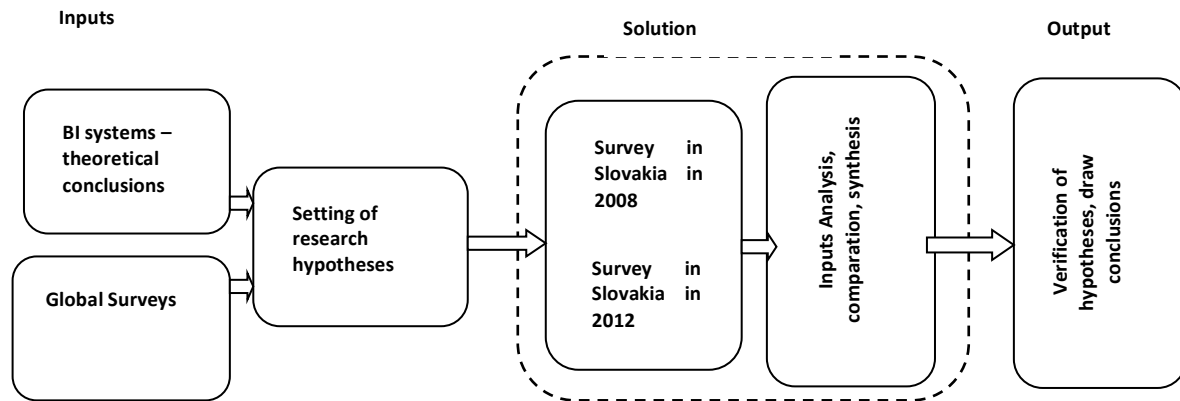 Inputs
Solution
Output
BI systems –
theoretical
conclusions
Global Surveys
Setting of
research
hypotheses
Survey in
Slovakia in
2008
Survey in
Slovakia in
2012
Inputs Analysis,
comparation, synthesis
Verification of
hypotheses, draw
conclusions